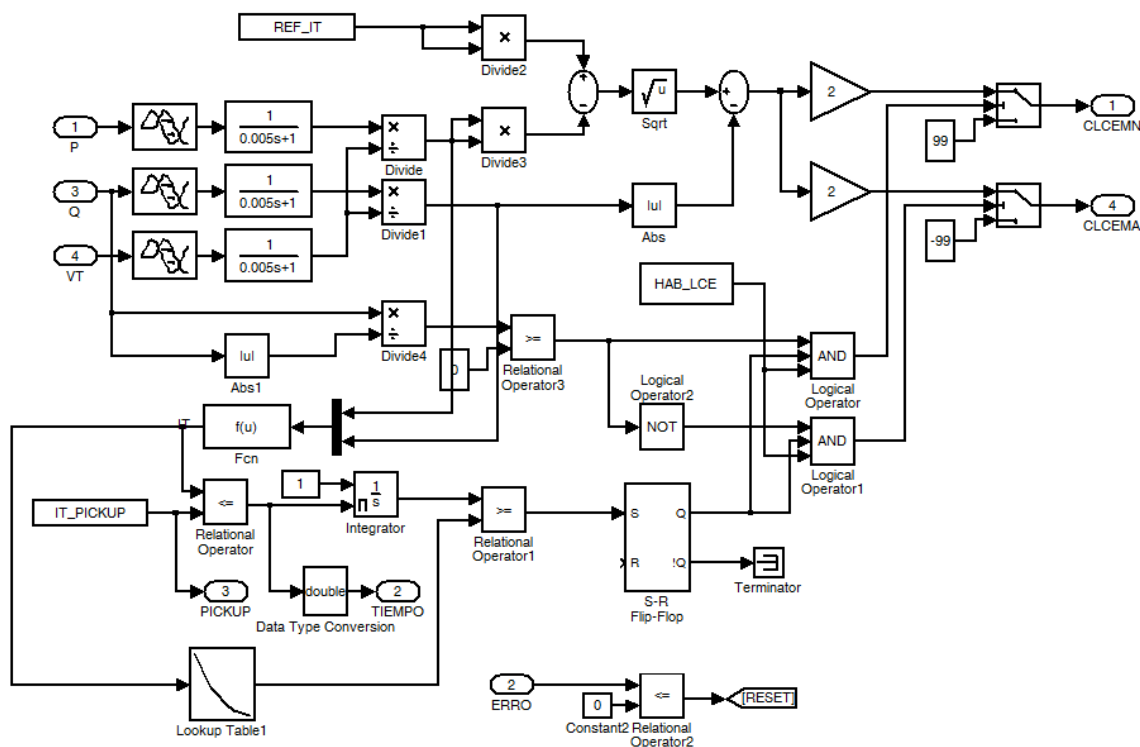 REF_IT
×
Divide2
+
−
√u
Sqrt
+
−
2
1
CLCEMN
99
1
P
1
0.005s+1
×
÷
Divide
×
Divide3
3
Q
1
0.005s+1
×
÷
Divide1
|u|
Abs
2
4
CLCEMA
-99
4
VT
1
0.005s+1
HAB_LCE
×
÷
Divide4
|u|
Abs1
0
>=
Relational
Operator3
AND
Logical
Operator
Logical
Operator2
NOT
AND
Logical
Operator1
IT
f(u)
Fcn
1
1
s
Integrator
IT_PICKUP
<=
Relational
Operator
>=
Relational
Operator1
S
Q
R
!Q
S-R
Flip-Flop
Terminator
3
PICKUP
double
Data Type Conversion
2
TIEMPO
Lookup Table1
2
ERRO
0
Constant2
<=
Relational
Operator2
[RESET]